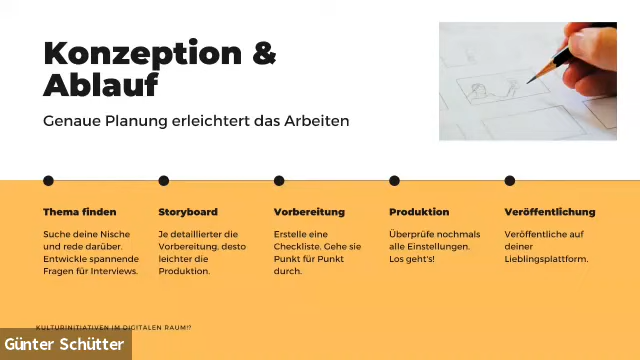 Konzeption &
Ablauf
Genaue Planung erleichtert das Arbeiten
Thema finden
Suche deine Nische
und rede darüber.
Entwickle spannende
Fragen für Interviews.
Storyboard
Je detaillierter die
Vorbereitung, desto
leichter die
Produktion.
Vorbereitung
Erstelle eine
Checkliste. Gehe sie
Punkt für Punkt
durch.
Produktion
Überprüfe nochmals
alle Einstellungen.
Los geht's!
Veröffentlichung
Veröffentliche auf
deiner
Lieblingsplattform.
KULTURINITIATIVEN IM DIGITALEN RAUM!?
Günter Schütter